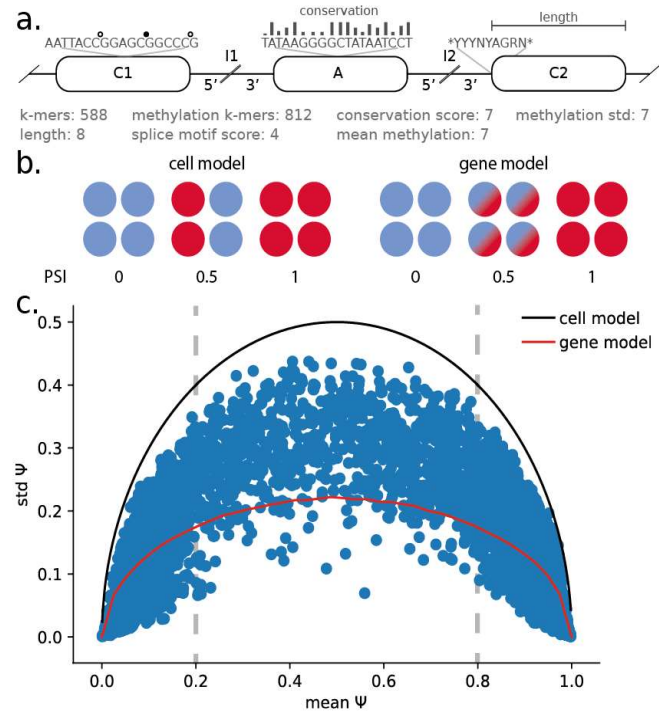 a.
conservation
length
AATTACCGGAGCGGCCCG
I1
TATAAGGGGCTATAATCCT
I2
*YYYNYAGRN*
C1
5’
3’
A
5’
3’
C2
k-mers: 588
methylation k-mers: 812
conservation score: 7
methylation std: 7
length: 8
splice motif score: 4
mean methylation: 7
b.
cell model
gene model
PSI
0
0.5
1
0
0.5
1
c.
0.5
0.4
0.3
0.2
0.1
0.0
std Ψ
cell model
gene model
0.0
0.2
0.4
0.6
0.8
1.0
mean Ψ